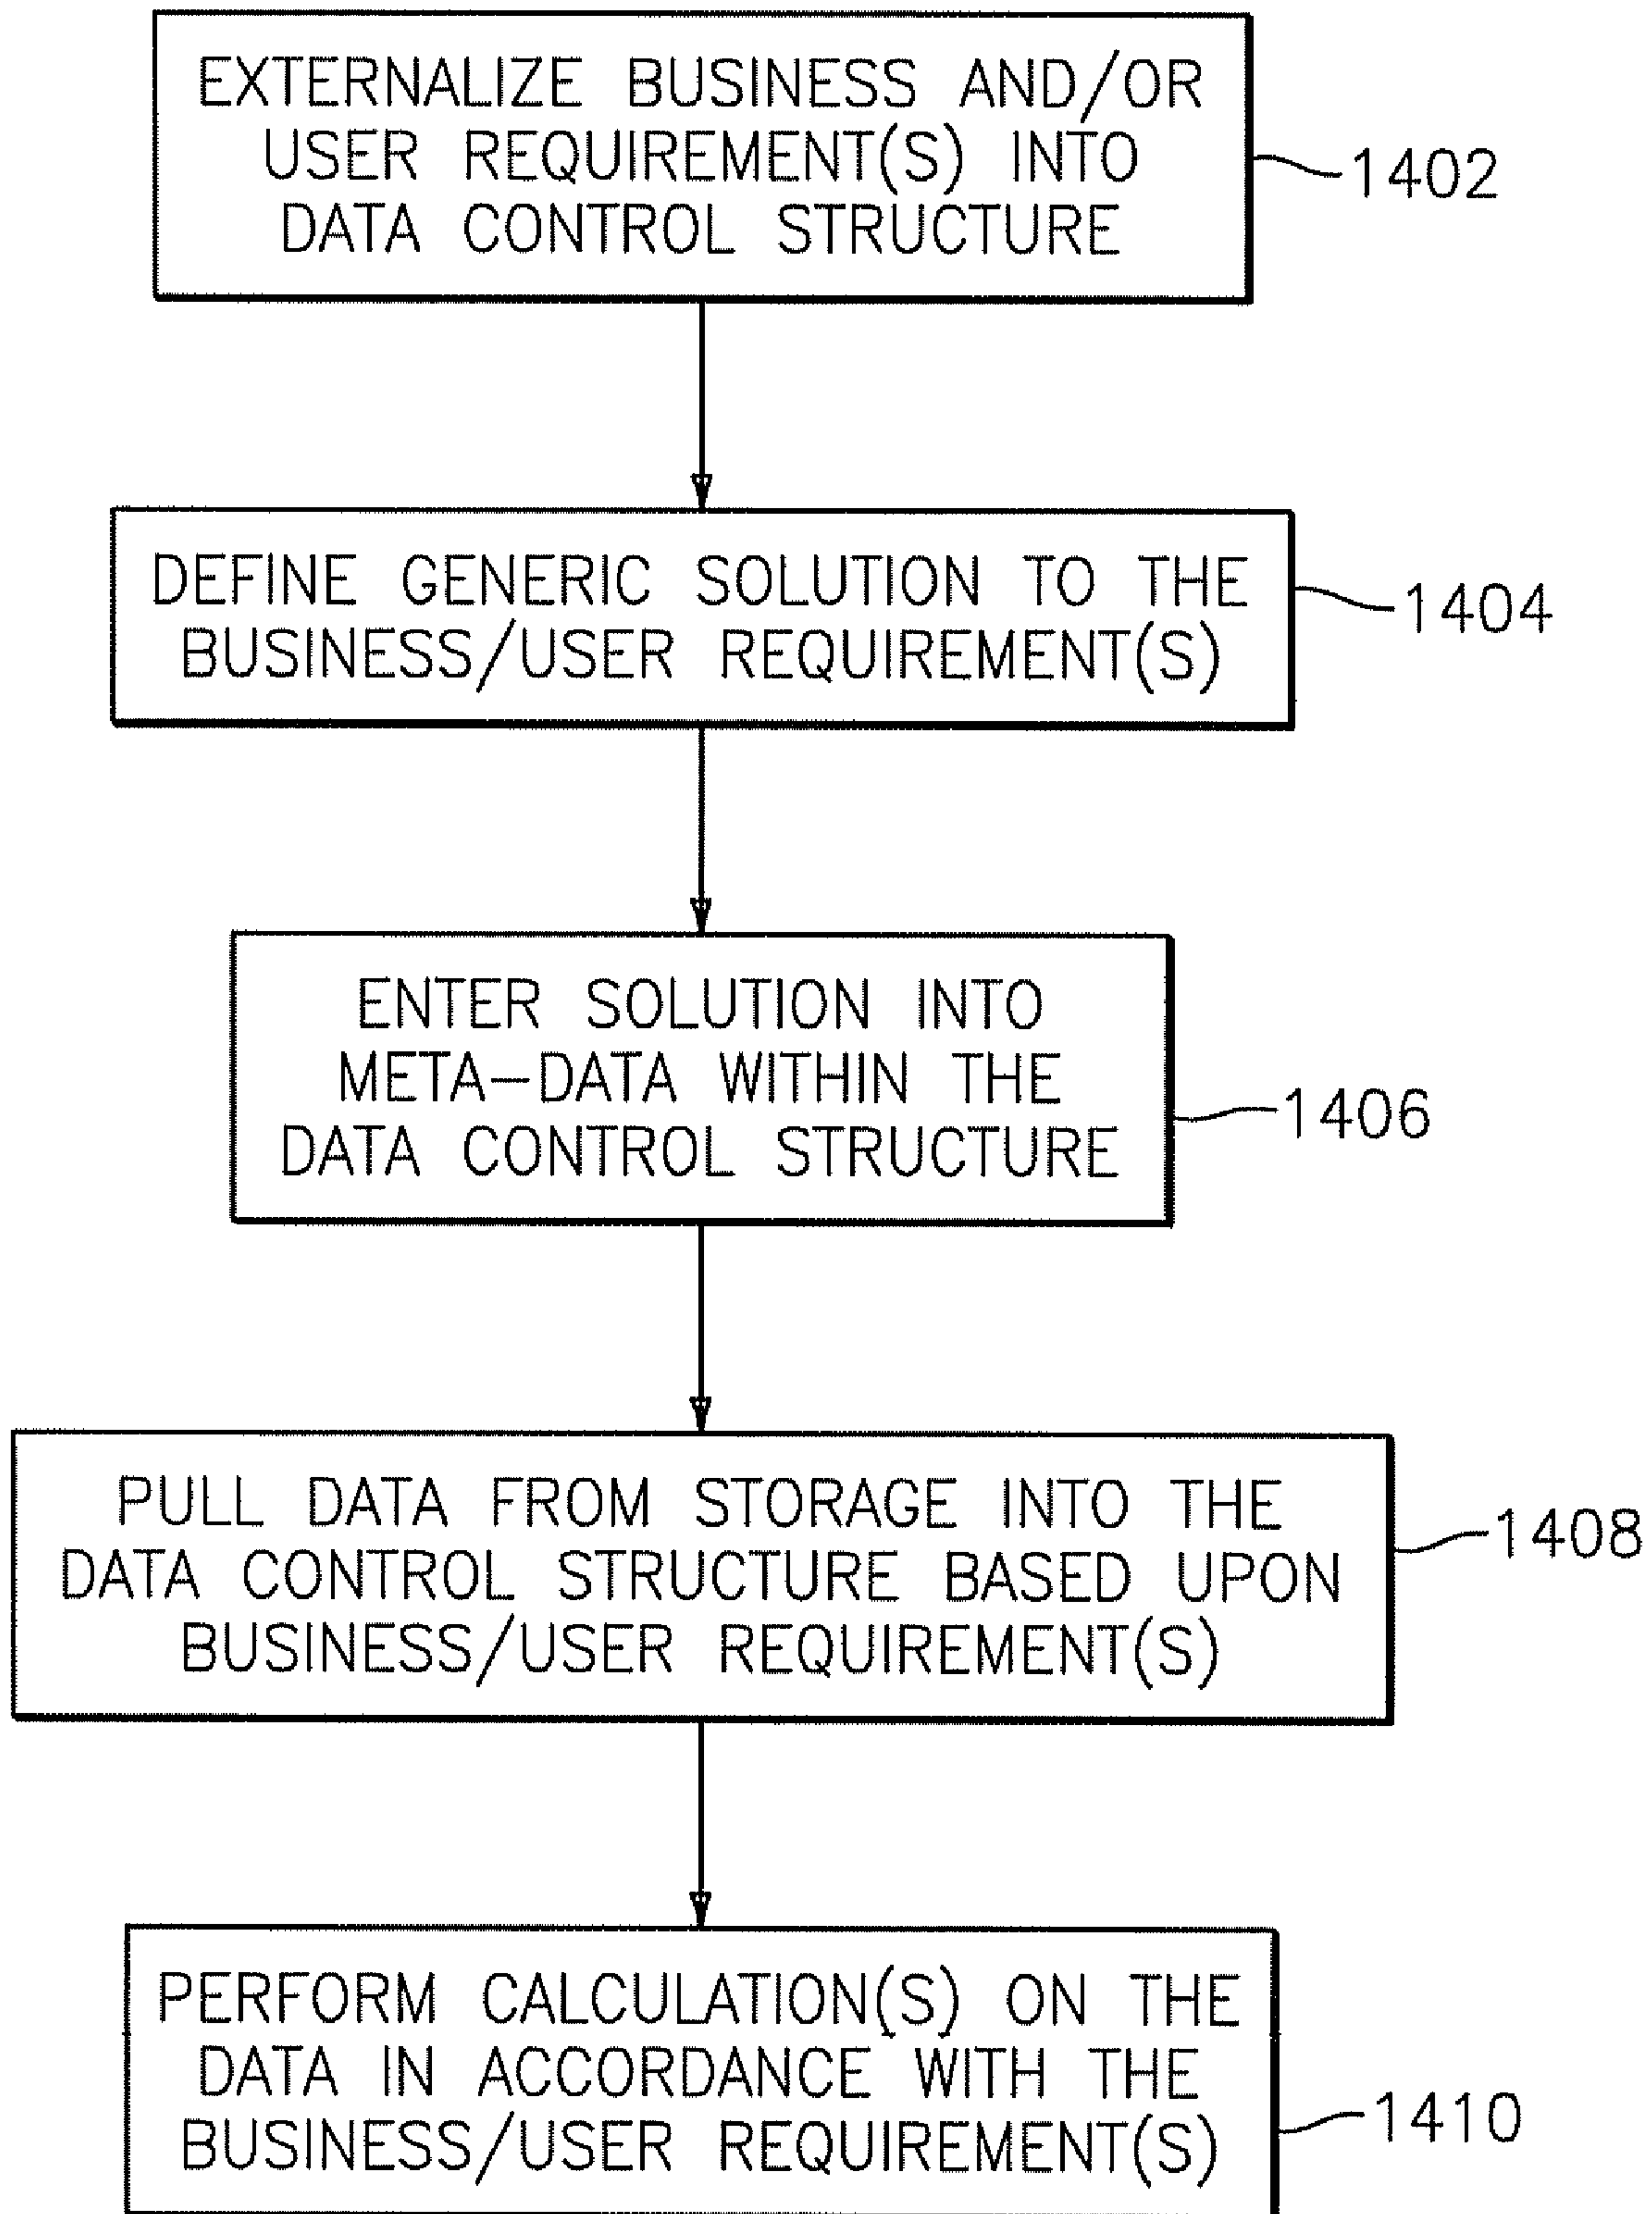 EXTERNALIZE BUSINESS AND/OR
USER REQUIREMENT(S) INTO
DATA CONTROL STRUCTURE
1402
DEFINE GENERIC SOLUTION TO THE
BUSINESS/USER REQUIREMENT(S)
1404
ENTER SOLUTION INTO
META-DATA WITHIN THE
DATA CONTROL STRUCTURE
1406
PULL DATA FROM STORAGE INTO THE
DATA CONTROL STRUCTURE BASED UPON
BUSINESS/USER REQUIREMENT(S)
1408
PERFORM CALCULATION(S) ON THE
DATA IN ACCORDANCE WITH THE
BUSINESS/USER REQUIREMENT(S)
1410